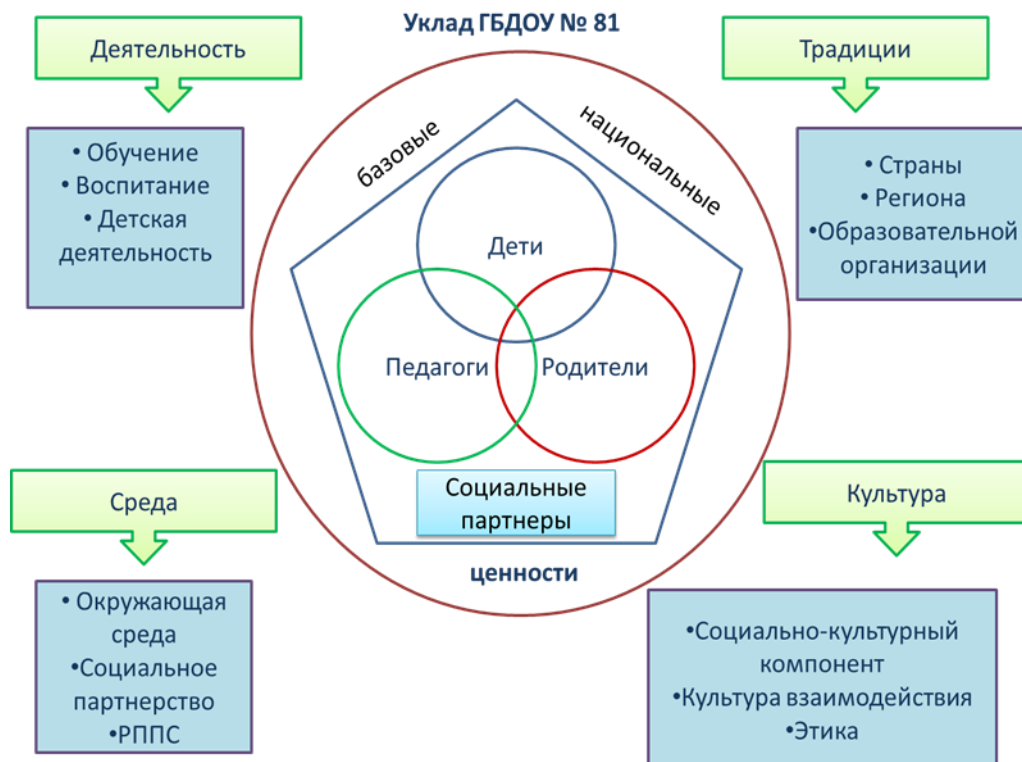 Уклад ГБДОУ № 81
Деятельность
• Обучение
• Воспитание
• Детская
деятельность
Традиции
• Страны
• Региона
•Образовательной
организации
базовые
национальные
Дети
Педагоги
Родители
Социальные
партнеры
ценности
Среда
• Окружающая
среда
•Социальное
партнерство
•РППС
Культура
•Социально-культурный
компонент
•Культура взаимодействия
•Этика